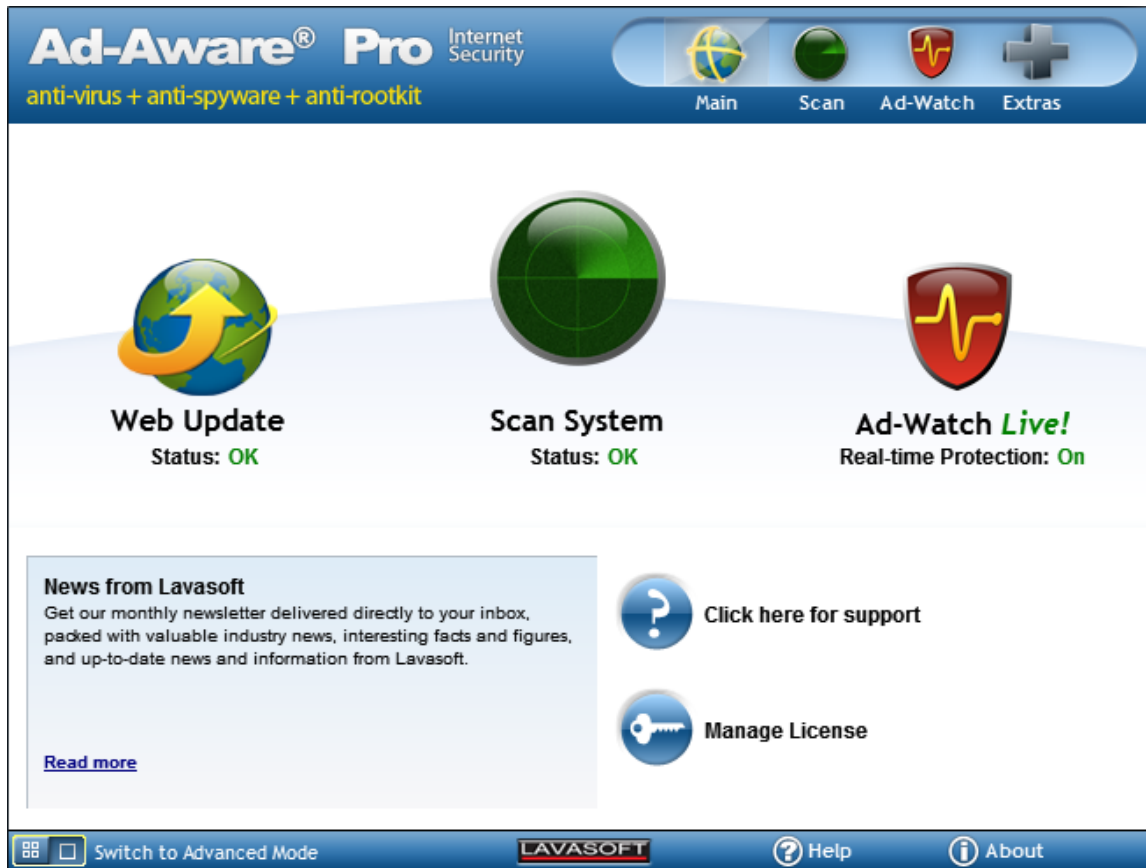 Ad-Aware® Pro Internet Security
anti-virus + anti-spyware + anti-rootkit
Main
Scan
Ad-Watch
Extras
Web Update
Status: OK
Scan System
Status: OK
Ad-Watch Live!
Real-time Protection: On
News from Lavasoft
Get our monthly newsletter delivered directly to your inbox,
packed with valuable industry news, interesting facts and figures,
and up-to-date news and information from Lavasoft.
Read more
Click here for support
Manage License
Switch to Advanced Mode
LAVASOFT
Help
About